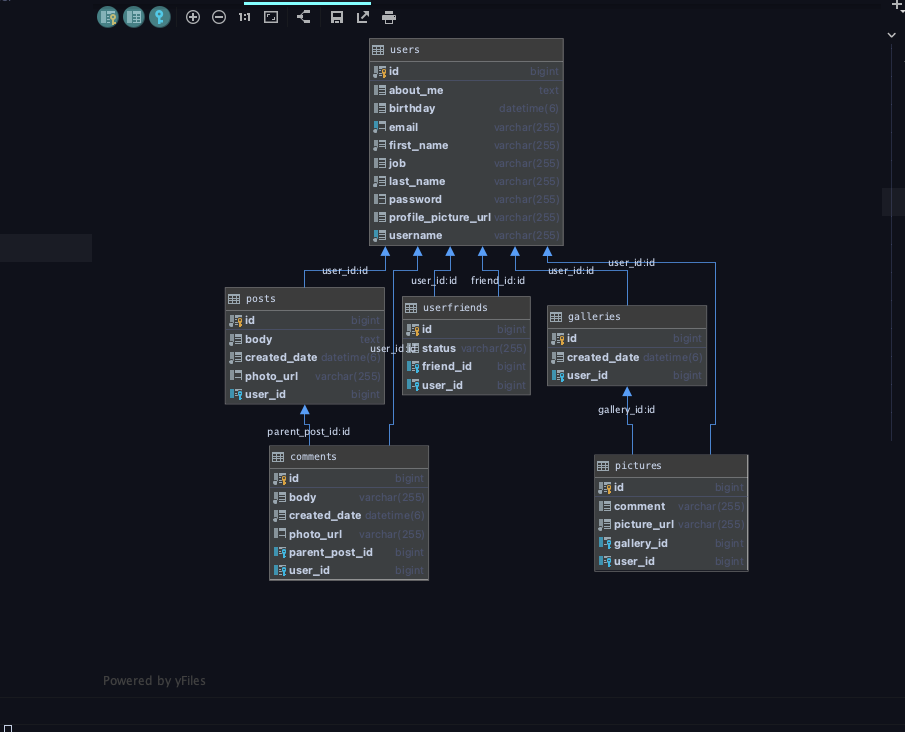 1:1
users
id bigint
about_me text
birthday datetime(6)
email varchar(255)
first_name varchar(255)
job varchar(255)
last_name varchar(255)
password varchar(255)
profile_picture_url varchar(255)
username varchar(255)
user_id:id
user_id:id
user_id:id
friend_id:id
user_id:id
posts
id bigint
body text
created_date datetime(6)
photo_url varchar(255)
user_id bigint
userfriends
id bigint
status varchar(255)
friend_id bigint
user_id bigint
galleries
id bigint
created_date datetime(6)
user_id bigint
user_id:
gallery_id:id
parent_post_id:id
comments
id bigint
body varchar(255)
created_date datetime(6)
photo_url varchar(255)
parent_post_id bigint
user_id bigint
pictures
id bigint
comment varchar(255)
picture_url varchar(255)
gallery_id bigint
user_id bigint
Powered by yFiles